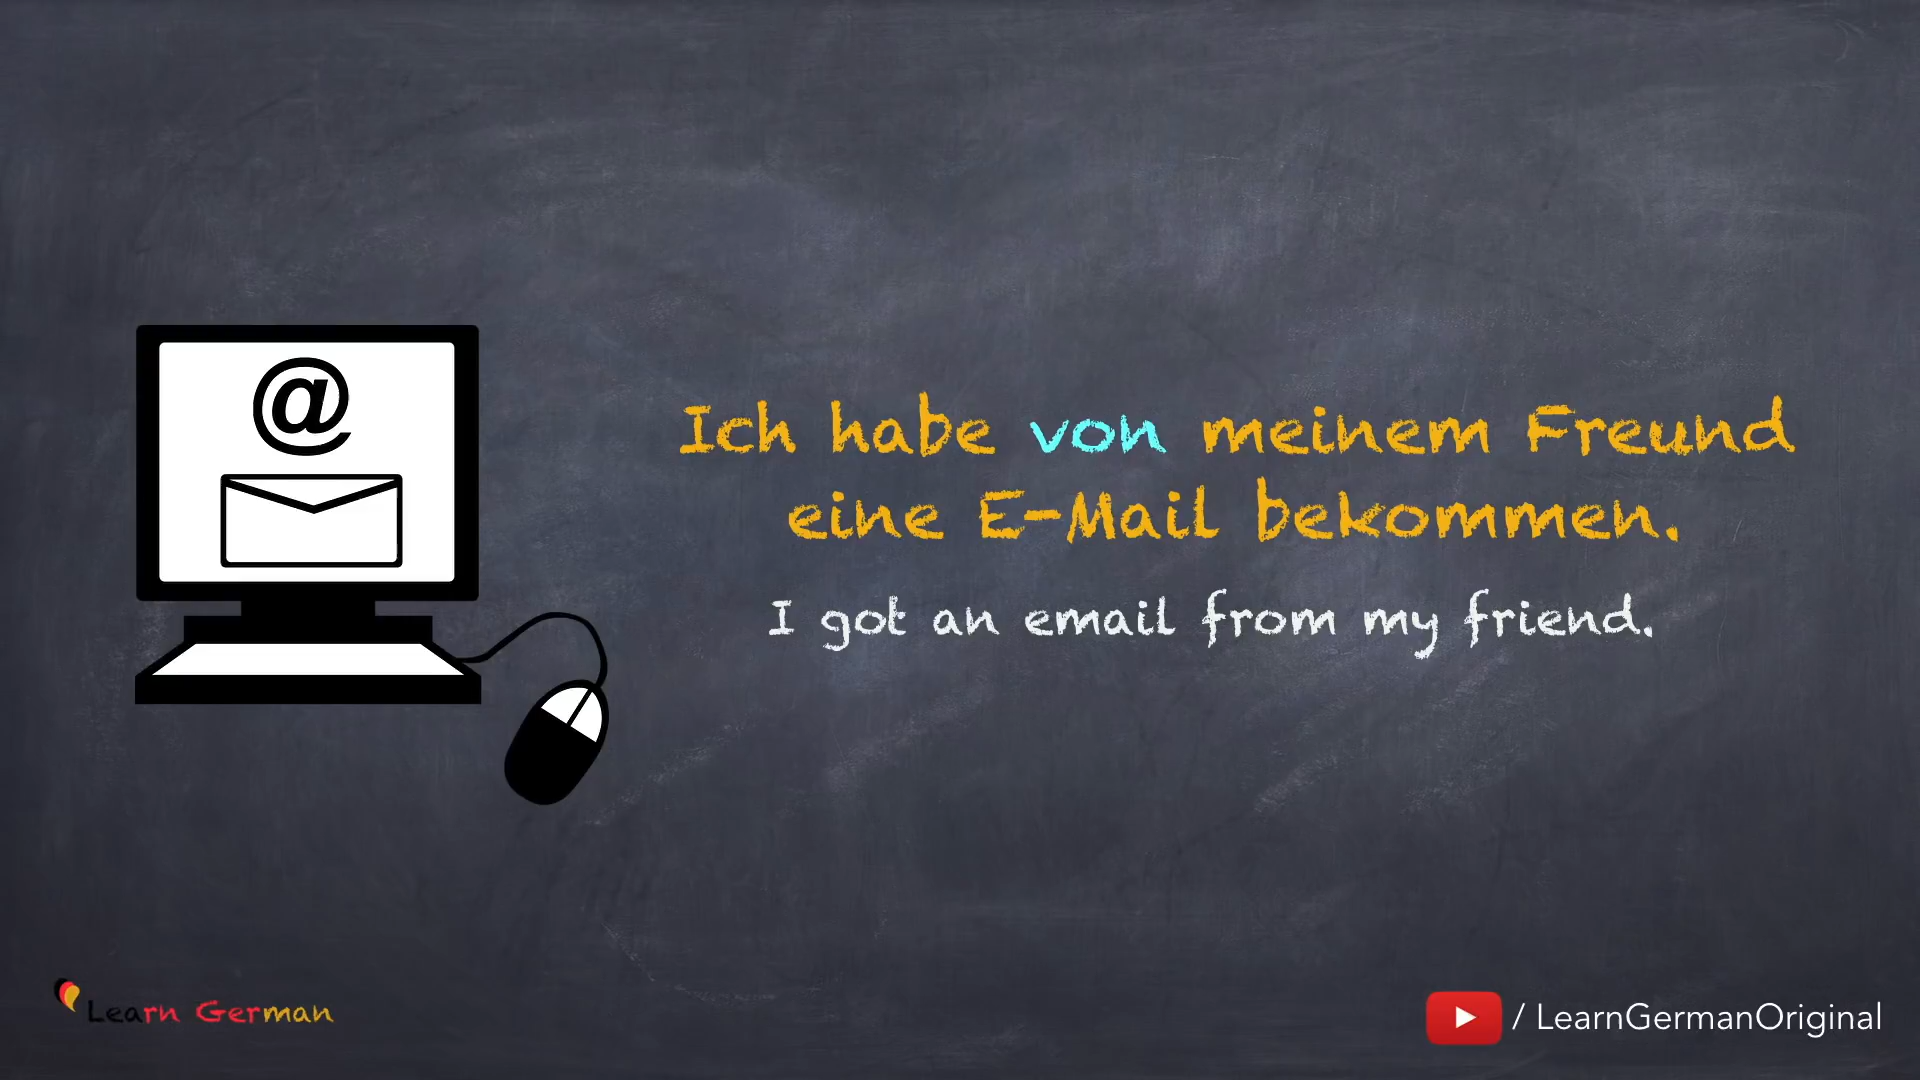 @
Ich habe von meinem Freund
eine E-Mail bekommen.
I got an email from my friend.
Learn German
/ LearnGermanOriginal